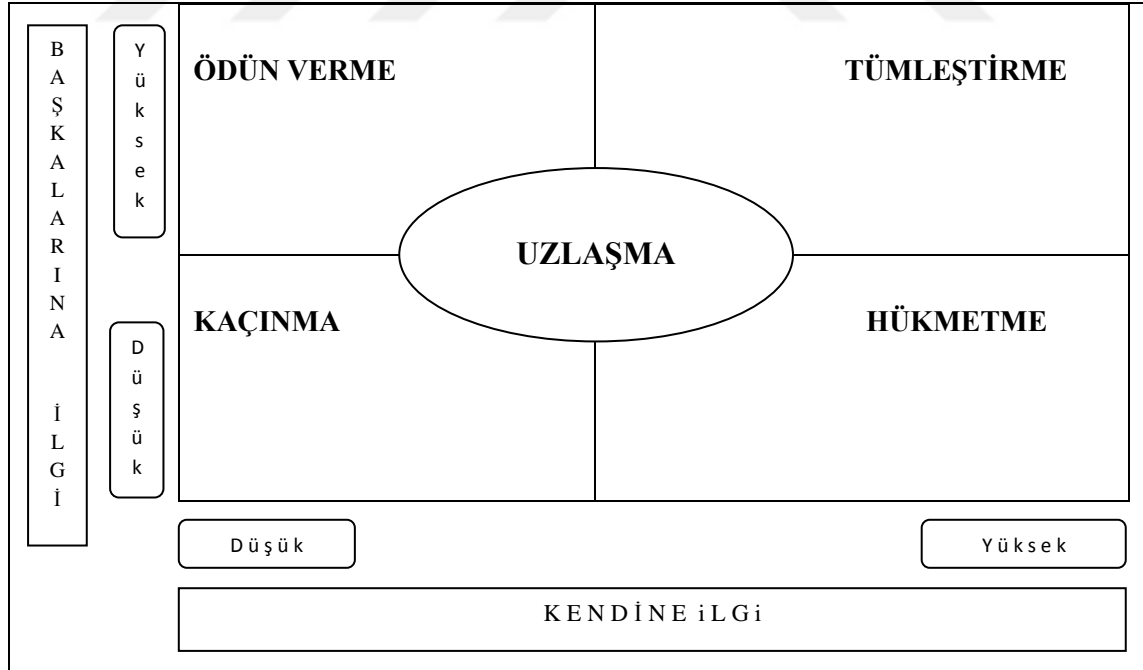 BAŞKALARINA İLGİ
Yüksek
ÖDÜN VERME
TÜMLEŞTİRME
UZLAŞMA
Düşük
KAÇINMA
HÜKMETME
Düşük
Yüksek
KENDİNE iLGi